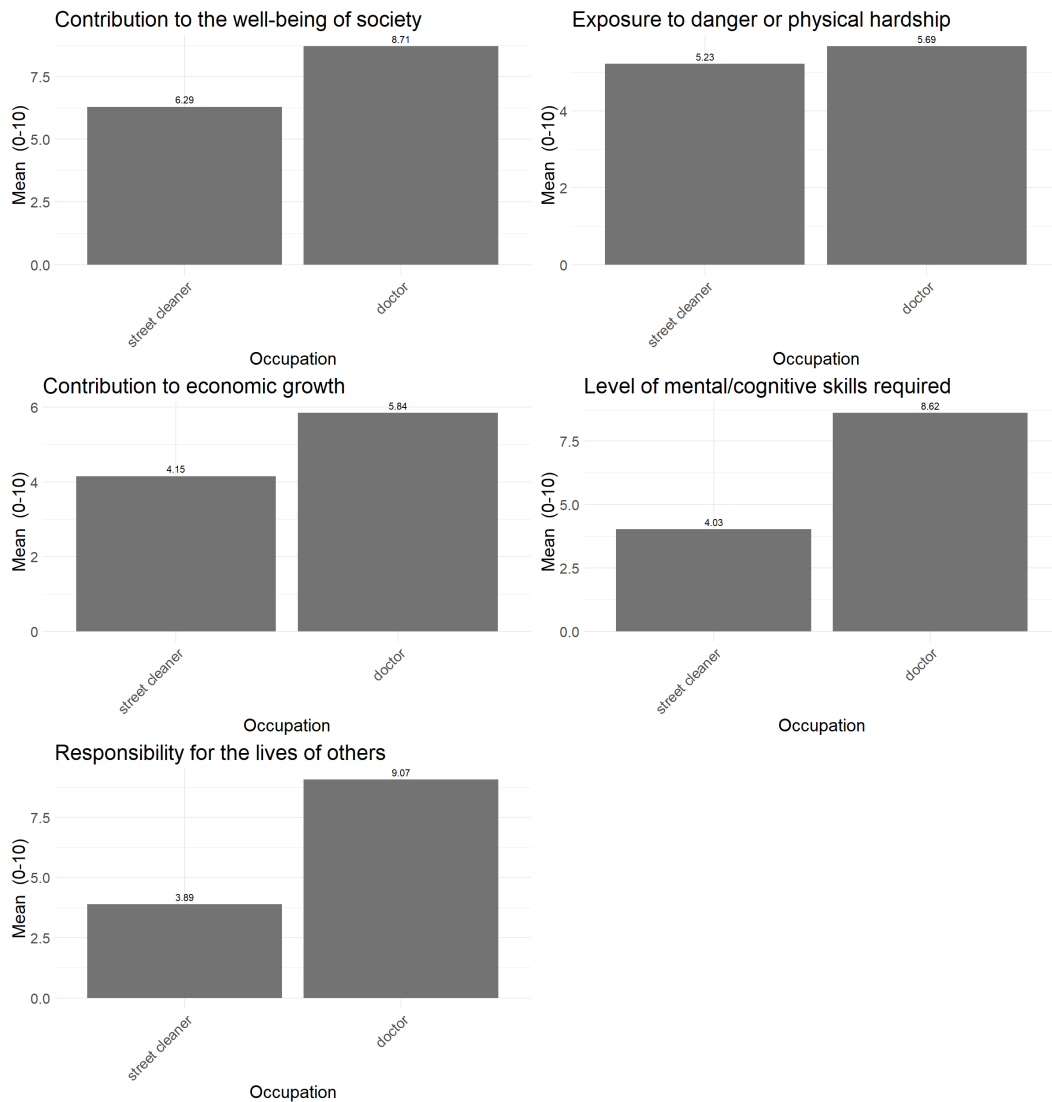 Contribution to the well-being of society
8.71
6.29
7.5
5.0
2.5
0.0
Mean (0-10)
street cleaner
doctor
Occupation
Exposure to danger or physical hardship
5.69
5.23
4
2
0
Mean (0-10)
street cleaner
doctor
Occupation
Contribution to economic growth
5.84
4.15
6
4
2
0
Mean (0-10)
street cleaner
doctor
Occupation
Level of mental/cognitive skills required
8.62
4.03
7.5
5.0
2.5
0.0
Mean (0-10)
street cleaner
doctor
Occupation
Responsibility for the lives of others
9.07
3.89
7.5
5.0
2.5
0.0
Mean (0-10)
street cleaner
doctor
Occupation